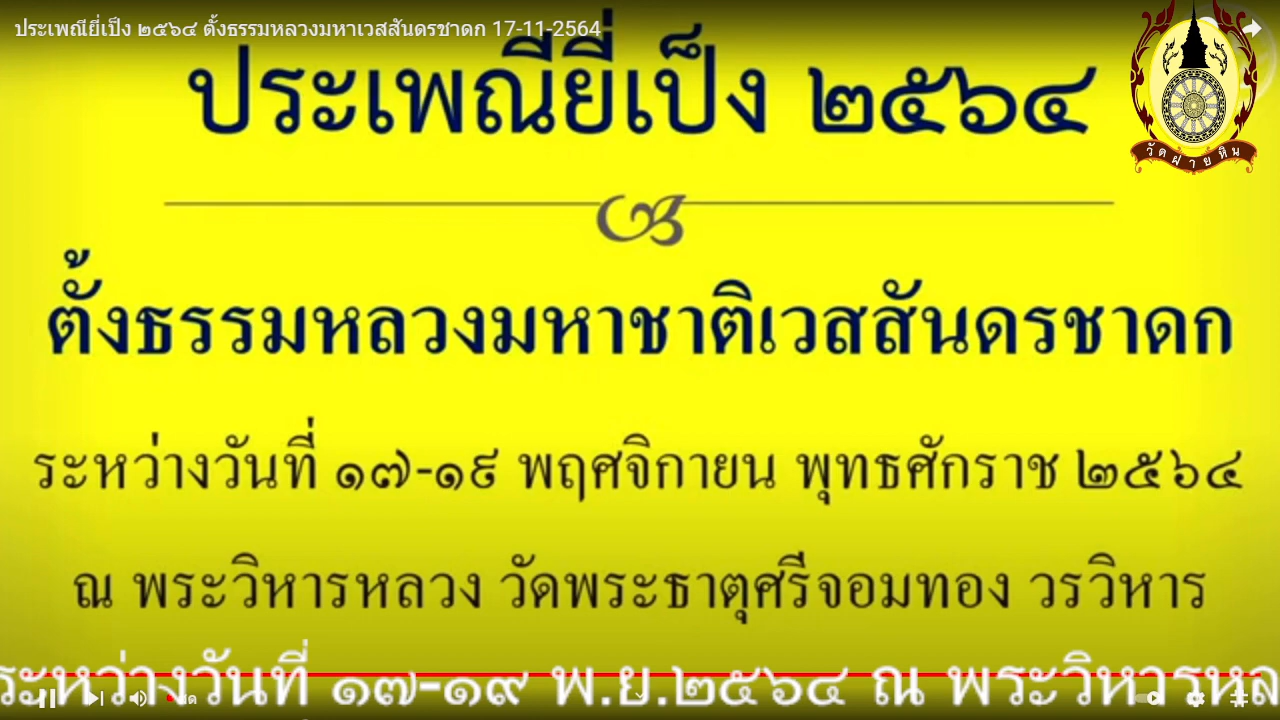 ประเพณียี่เป็ง ๒๕๖๔ ตั้งธรรมหลวงมหาเวสสันดรชาดก 17-11-2564
ประเพณียี่เป็ง ๒๕๖๔
วัดฝายหิน
ตั้งธรรมหลวงมหาชาติเวสสันดรชาดก
ระหว่างวันที่ ๑๗-๑๙ พฤศจิกายน พุทธศักราช ๒๕๖๔
ณ พระวิหารหลวง วัดพระธาตุศรีจอมทอง วรวิหาร
ระหว่างวันที่ ๑๗-๑๙ พ.ย.๒๕๖๔ ณ พระวิหารหล